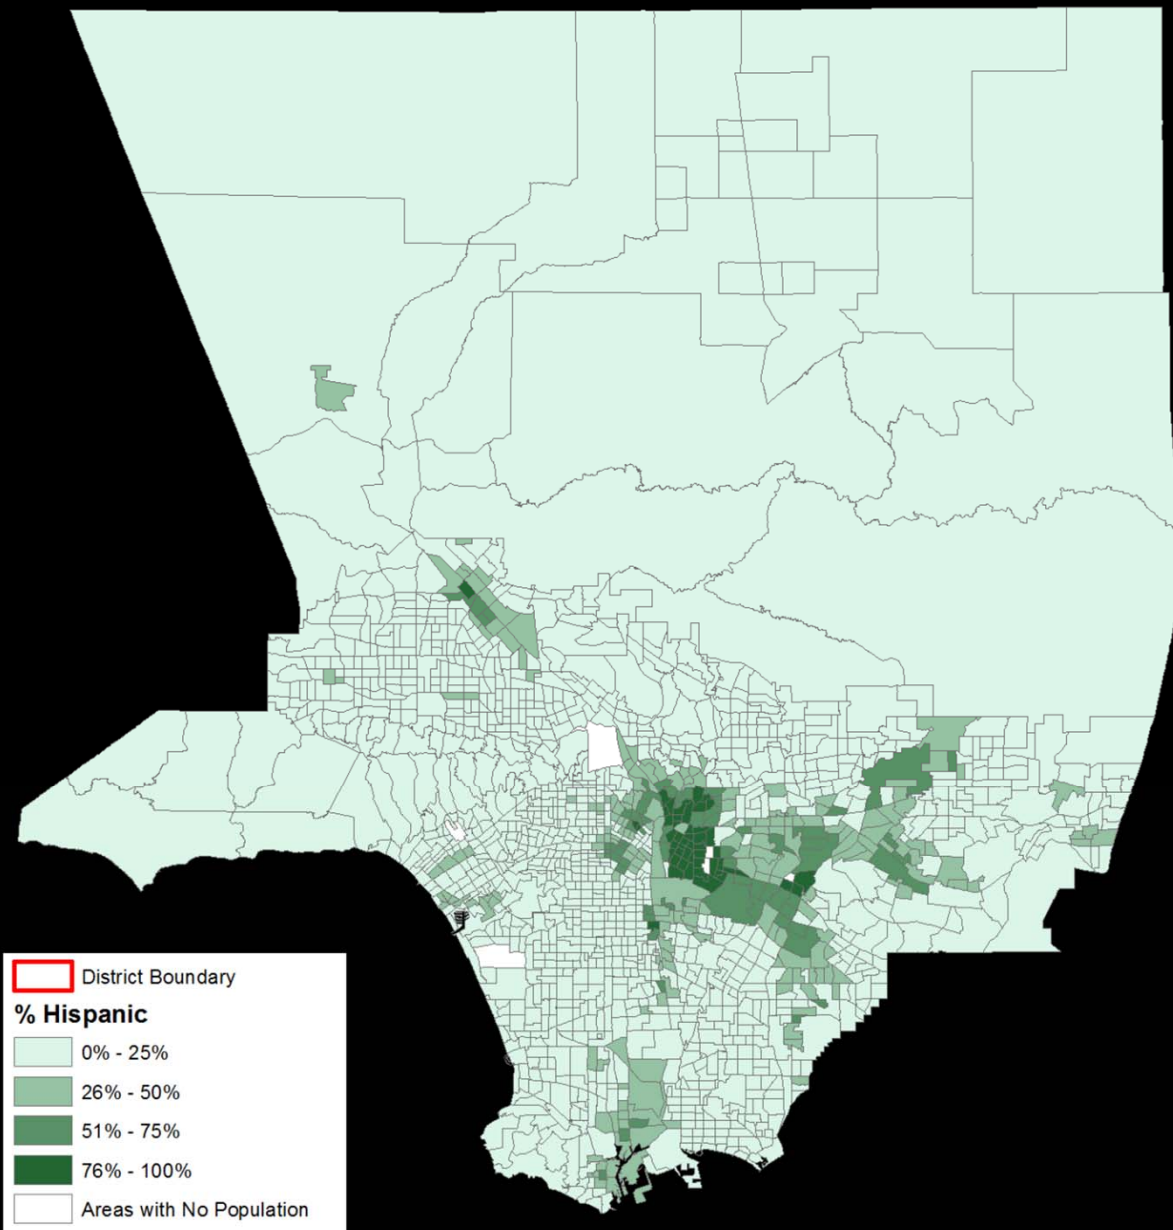 District Boundary
% Hispanic
0% - 25%
26% - 50%
51% - 75%
76% - 100%
Areas with No Population